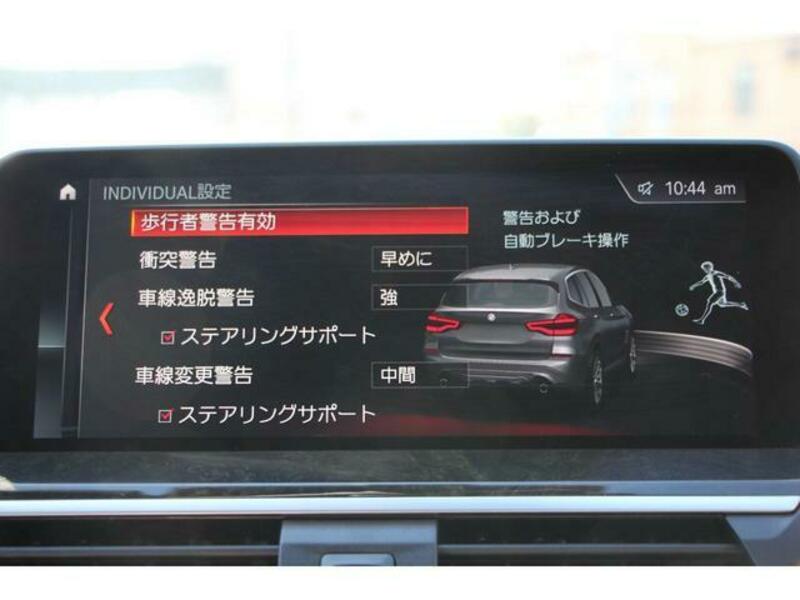 INDIVIDUAL設定
10:44 am
歩行者警告有効
警告および
自動ブレーキ操作
衝突警告 早めに
車線逸脱警告 強
ステアリングサポート
車線変更警告 中間
ステアリングサポート